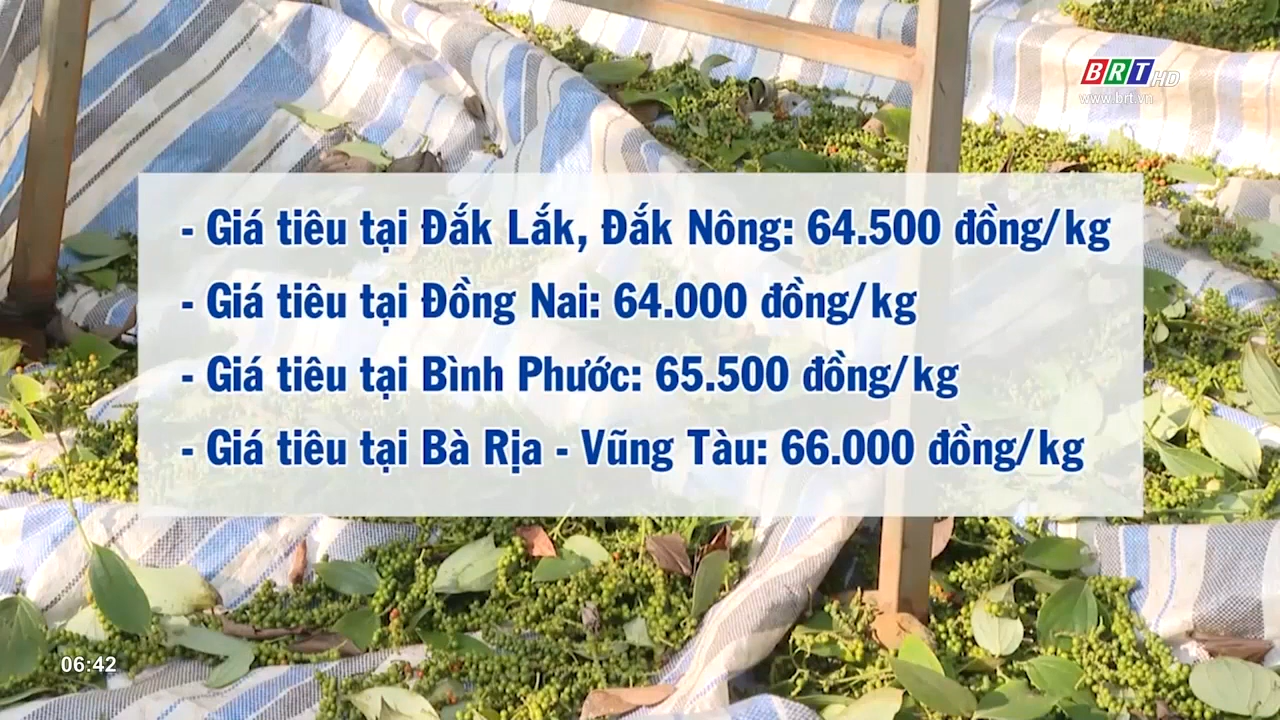 BRT HD
www.brt.vn
- Giá tiêu tại Đắk Lắk, Đắk Nông: 64.500 đồng/kg
- Giá tiêu tại Đồng Nai: 64.000 đồng/kg
- Giá tiêu tại Bình Phước: 65.500 đồng/kg
- Giá tiêu tại Bà Rịa - Vũng Tàu: 66.000 đồng/kg
06:42